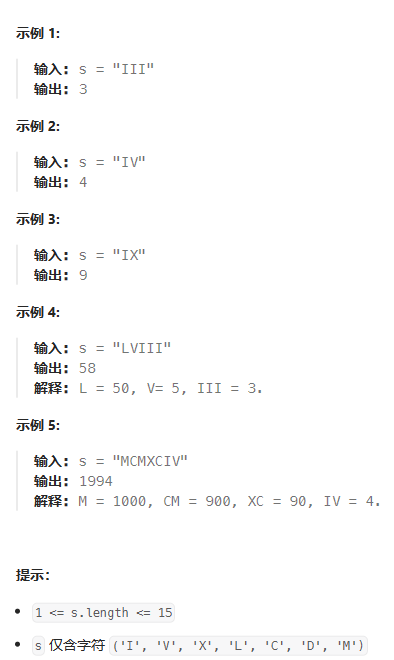 示例 1:
输入: s = "III"
输出: 3
示例 2:
输入: s = "IV"
输出: 4
示例 3:
输入: s = "IX"
输出: 9
示例 4:
输入: s = "LVIII"
输出: 58
解释: L = 50, V= 5, III = 3.
示例 5:
输入: s = "MCMXCIV"
输出: 1994
解释: M = 1000, CM = 900, XC = 90, IV = 4.
提示：
• 1 <= s.length <= 15
• s 仅含字符 ('I', 'V', 'X', 'L', 'C', 'D', 'M')